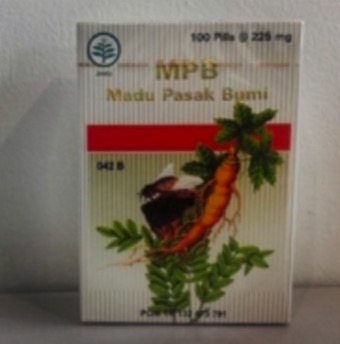 100 Pills @ 225 mg
MPB
Madu Pasak Bumi
042 B